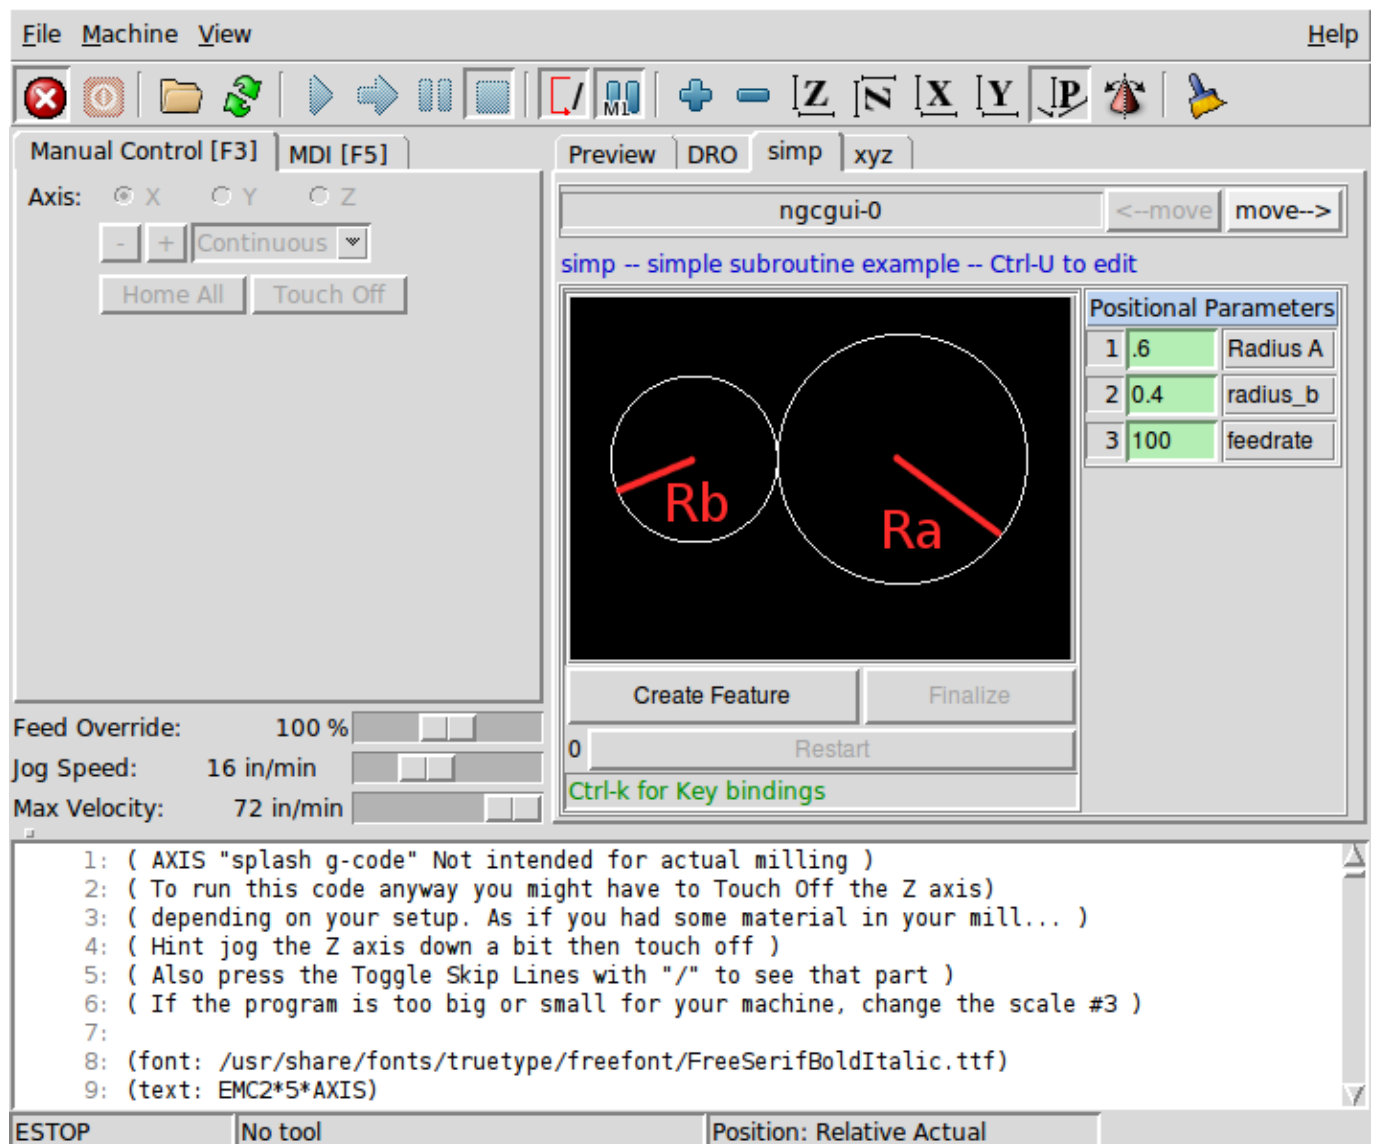 File Machine View Help
M1 Z N X Y P
Manual Control [F3] MDI [F5]
Preview DRO simp xyz
Axis: X Y Z
- + Continuous
Home All Touch Off
ngcgui-0 <--move move-->
simp -- simple subroutine example -- Ctrl-U to edit
Rb
Ra
Positional Parameters
1 .6 Radius A
2 0.4 radius_b
3 100 feedrate
Create Feature Finalize
0 Restart
Ctrl-k for Key bindings
Feed Override: 100 %
Jog Speed: 16 in/min
Max Velocity: 72 in/min
1: ( AXIS "splash g-code" Not intended for actual milling )
2: ( To run this code anyway you might have to Touch Off the Z axis)
3: ( depending on your setup. As if you had some material in your mill... )
4: ( Hint jog the Z axis down a bit then touch off )
5: ( Also press the Toggle Skip Lines with "/" to see that part )
6: ( If the program is too big or small for your machine, change the scale #3 )
7:
8: (font: /usr/share/fonts/truetype/freefont/FreeSerifBoldItalic.ttf)
9: (text: EMC2*5*AXIS)
ESTOP No tool Position: Relative Actual